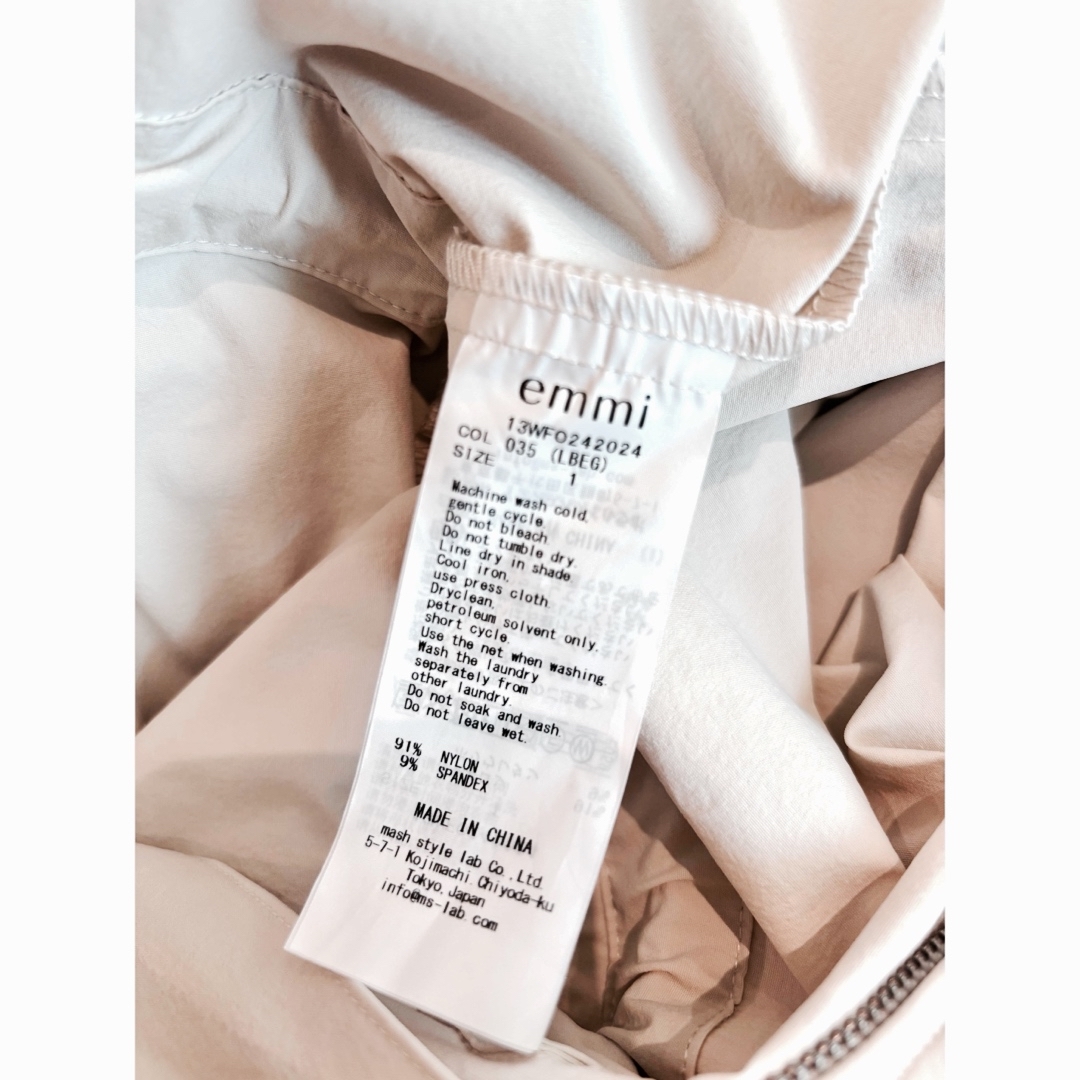 emmi
13WFO242024
COL 035 (LBEG)
SIZE 1
Machine wash cold,
gentle cycle.
Do not bleach.
Do not tumble dry.
Line dry in shade.
Cool iron,
use press cloth.
Dryclean,
petroleum solvent only,
short cycle.
Use the net when washing.
Wash the laundry
separately from
other laundry.
Do not soak and wash.
Do not leave wet.
91% NYLON
9% SPANDEX
MADE IN CHINA
mash style lab Co.,Ltd.
5-7-1 Kojimachi Chiyoda-ku
Tokyo, Japan
info@ms-lab.com